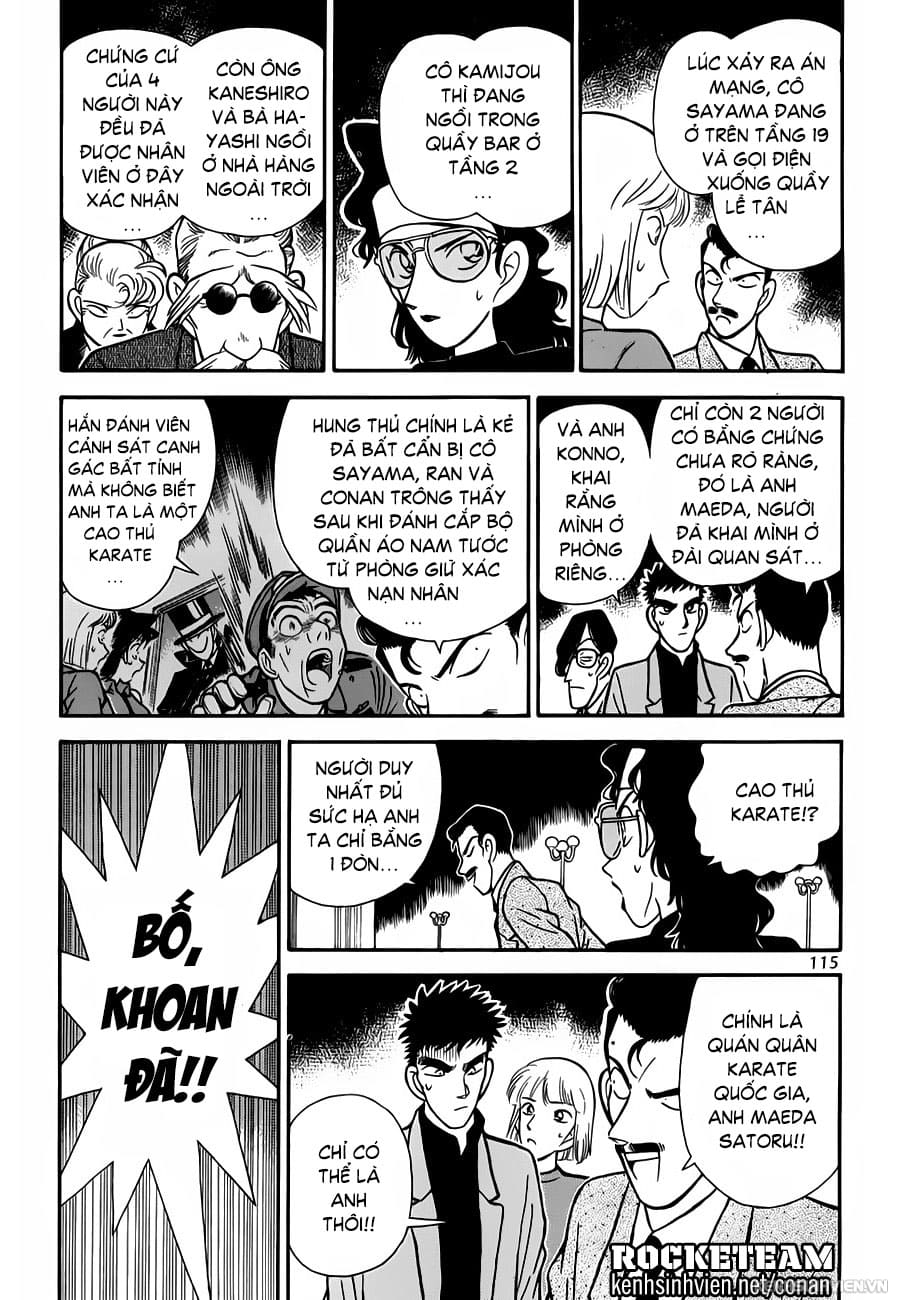 LÚC XẢY RA ÁN
MẠNG, CÔ
SAYAMA ĐANG
Ở TRÊN TẦNG 19
VÀ GỌI ĐIỆN
XUỐNG QUẦY
LỄ TÂN
...
CÔ KAMIJOU
THÌ ĐANG
NGỒI TRONG
QUẦY BAR Ở
TẦNG 2
...
CÒN ÔNG
KANESHIRO
VÀ BÀ HA-
YASHI NGỒI
Ở NHÀ HÀNG
NGOÀI TRỜI
...
CHỨNG CỨ
CỦA 4
NGƯỜI NÀY
ĐỀU ĐÃ
ĐƯỢC NHÂN
VIÊN Ở ĐÂY
XÁC NHẬN
CHỈ CÒN 2 NGƯỜI
CÓ BẰNG CHỨNG
CHƯA RÕ RÀNG,
ĐÓ LÀ ANH
MAEDA, NGƯỜI
ĐÃ KHAI MÌNH Ở
ĐÀI QUAN SÁT...
VÀ ANH
KONNO,
KHAI
RẰNG
MÌNH Ở
PHÒNG
RIÊNG...
HUNG THỦ CHÍNH LÀ KẺ
ĐÃ BẤT CẨN BỊ CÔ
SAYAMA, RAN VÀ
CONAN TRÔNG THẤY
SAU KHI ĐÁNH CẮP BỘ
QUẦN ÁO NAM TƯỚC
TỪ PHÒNG GIỮ XÁC
NẠN NHÂN
...
HẮN ĐÁNH VIÊN
CẢNH SÁT CANH
GÁC BẤT TỈNH
MÀ KHÔNG BIẾT
ANH TA LÀ MỘT
CAO THỦ
KARATE
...
CAO THỦ
KARATE!?
NGƯỜI DUY
NHẤT ĐỦ
SỨC HẠ ANH
TA CHỈ BẰNG
1 ĐÒN...
115
CHÍNH LÀ
QUÁN QUÂN
KARATE
QUỐC GIA,
ANH MAEDA
SATORU!!
CHỈ CÓ
THỂ LÀ
ANH
THÔI!!
BỐ,
KHOAN
ĐÃ!!
ROCKETEAM
kenhsinhvien.net/conan